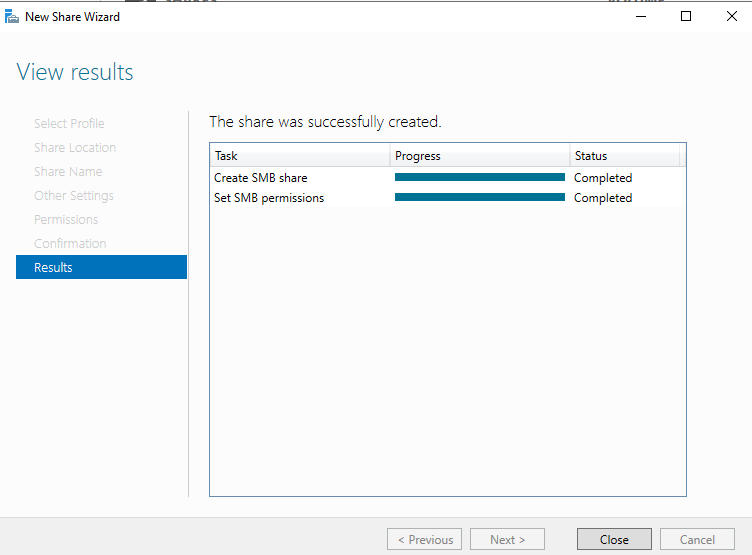 New Share Wizard
View results
Select Profile
Share Location
Share Name
Other Settings
Permissions
Confirmation
Results
The share was successfully created.
Task Progress Status
Create SMB share Completed
Set SMB permissions Completed
< Previous Next > Close Cancel